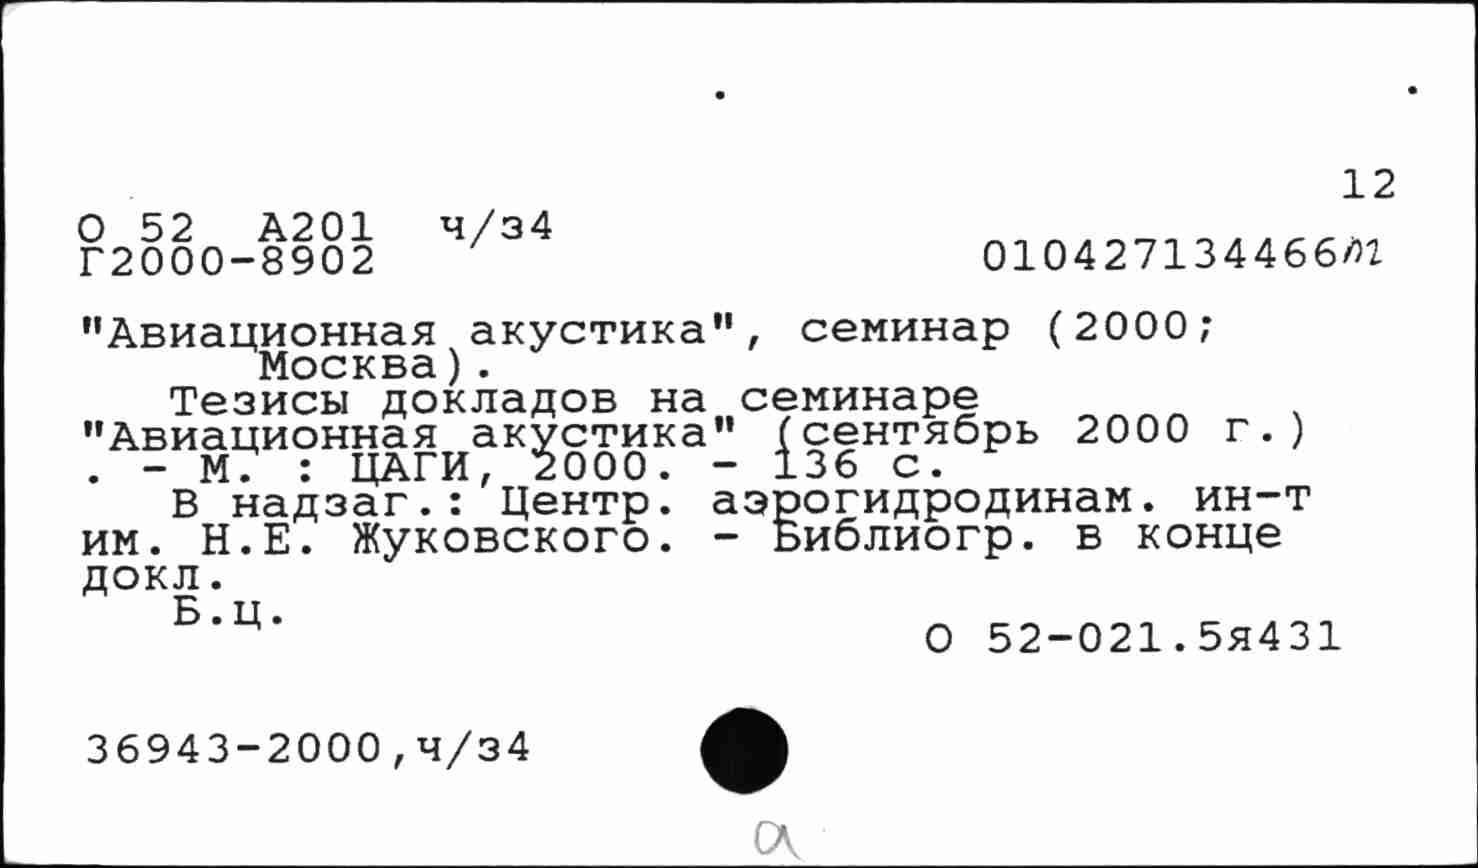 12
О 52 А201 ч/з4
Г2000-8902
010427134466т
"Авиационная акустика", семинар (2000;
Москва).
Тезисы докладов на семинаре
"Авиационная акустика" (сентябрь 2000 г.)
. - М. : ЦАГИ, 2000. - 136 с.
В надзаг.: Центр. аэрогидродинам. ин-т
им. Н.Е. Жуковского. - Библиогр. в конце
докл.
Б.ц.
О 52-021.5я431
36943-2000,ч/з4
а